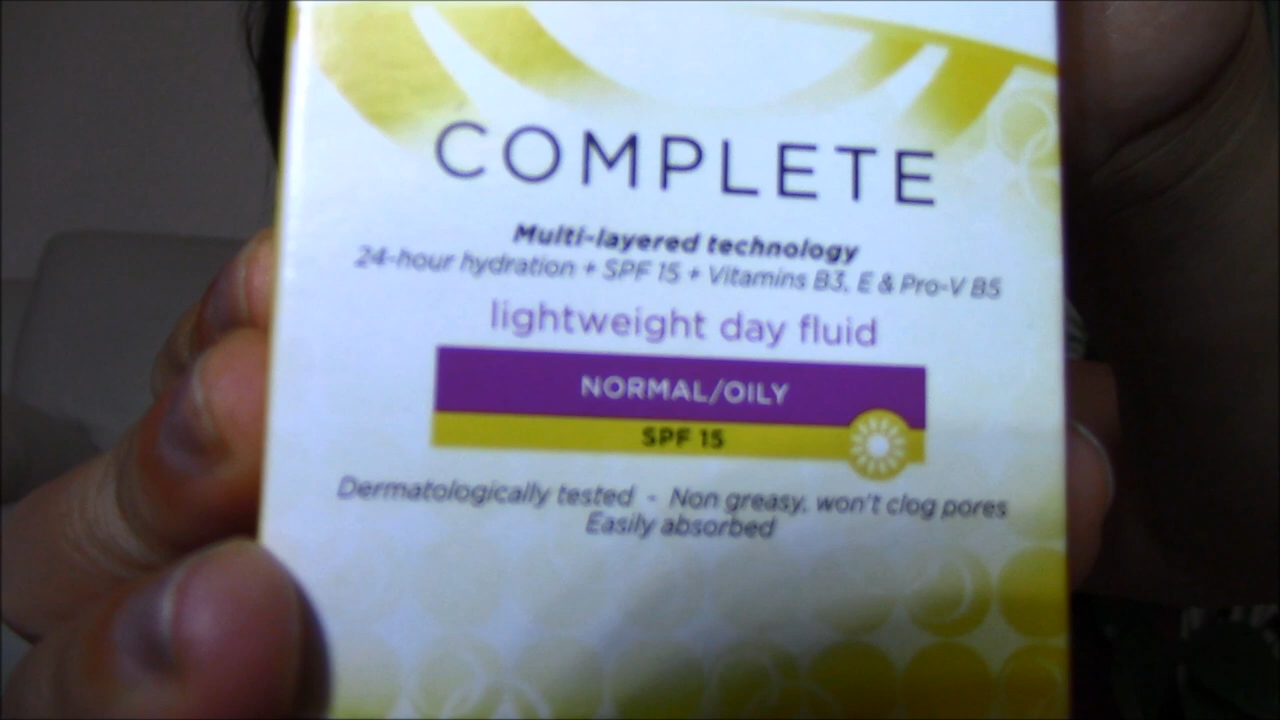 COMPLETE
Multi-layered technology
24-hour hydration + SPF 15 + Vitamins B3, E & Pro-V B5
lightweight day fluid
NORMAL/OILY
SPF 15
Dermatologically tested - Non greasy, won't clog pores
Easily absorbed